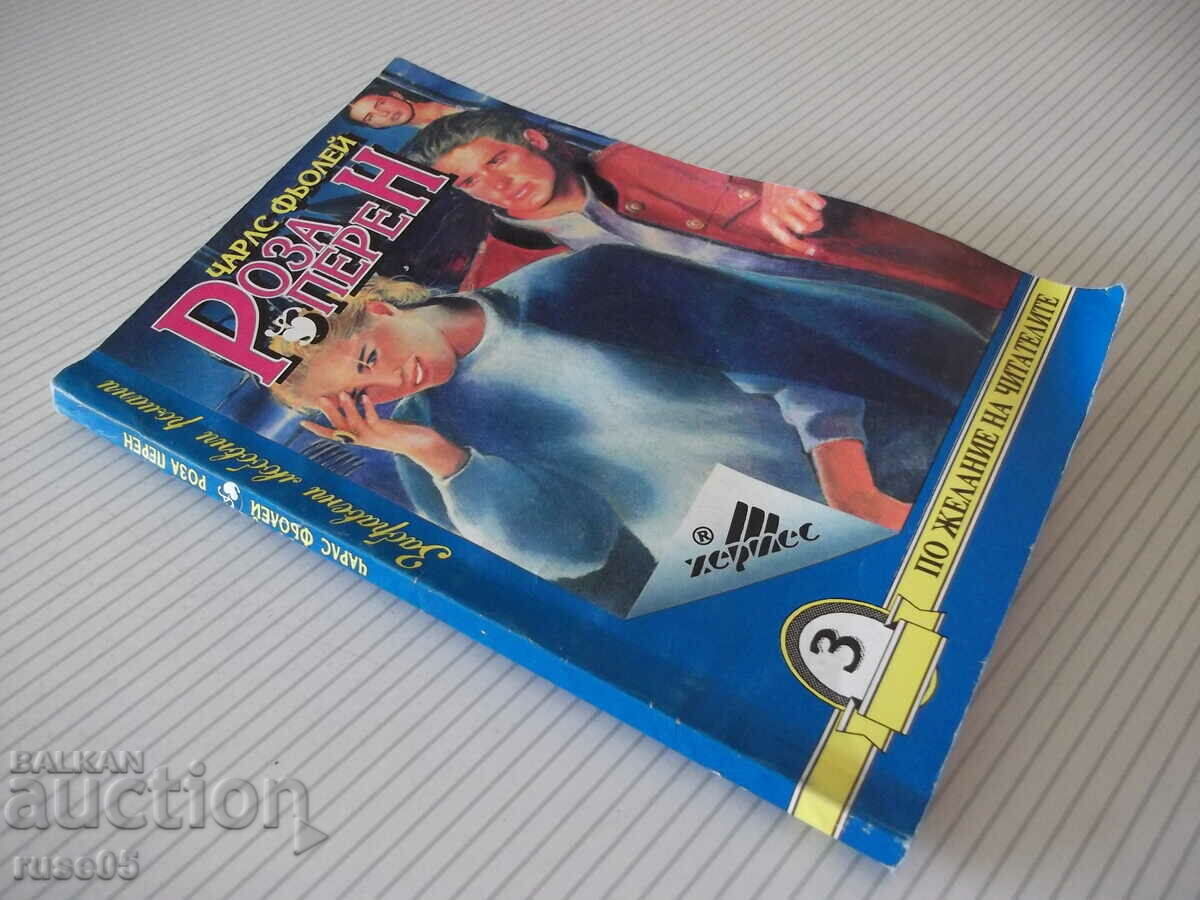 ЧАРЛС ФЬОЛЕЙ
РОЗА
ПЕРЕН
Забравени любовни романи
хермес
®
3
ПО ЖЕЛАНИЕ НА ЧИТАТЕЛИТЕ
ЧАРЛС ФЬОЛЕЙ РОЗА ПЕРЕН
BALKAN
auction
ruse05